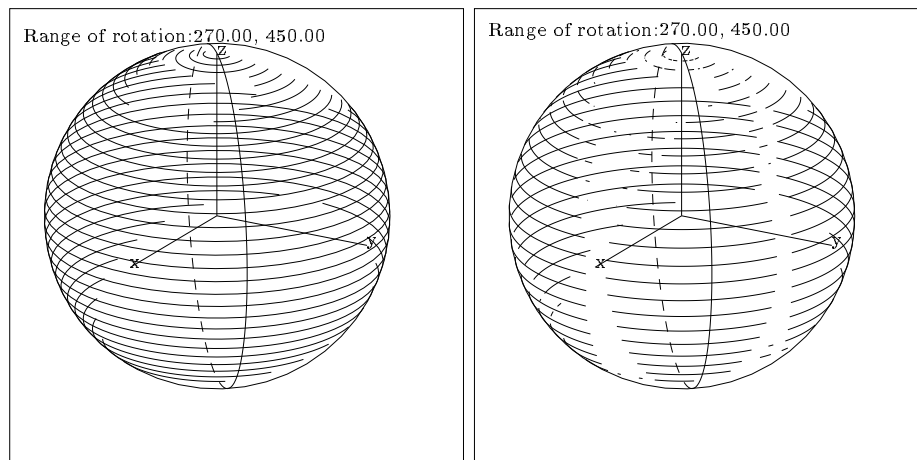 Range of rotation:270.00, 450.00
z
y
x
Range of rotation:270.00, 450.00
z
y
x